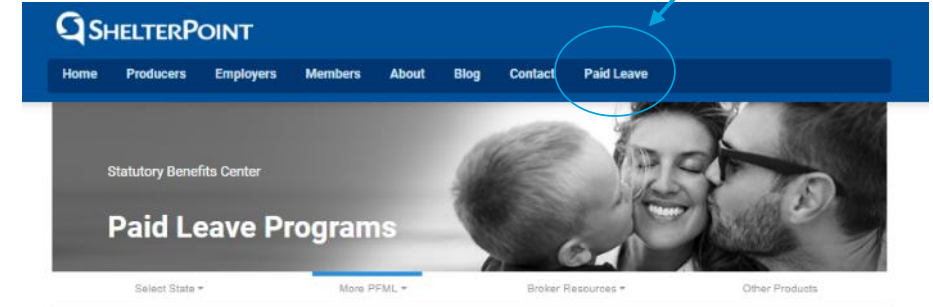 SHELTERPOINT
Home Producers Employers Members About Blog Contact Paid Leave
Statutory Benefits Center
Paid Leave Programs
Select State More PFML Broker Resources Other Products